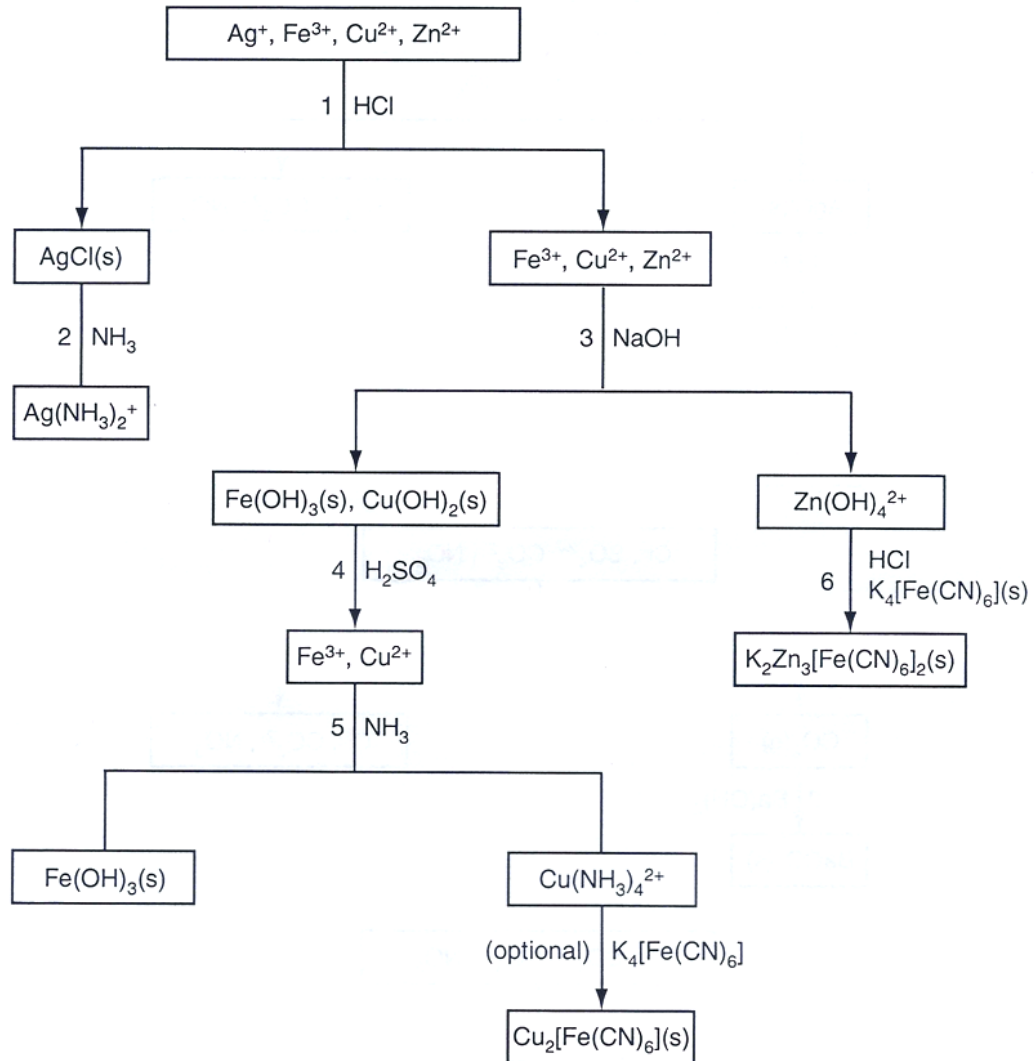 Ag⁺, Fe³⁺, Cu²⁺, Zn²⁺
1 HCl
AgCl(s)
Fe³⁺, Cu²⁺, Zn²⁺
2 NH₃
3 NaOH
Ag(NH₃)₂⁺
Fe(OH)₃(s), Cu(OH)₂(s)
Zn(OH)₄²⁺
4 H₂SO₄
6 HCl
K₄[Fe(CN)₆](s)
Fe³⁺, Cu²⁺
K₂Zn₃[Fe(CN)₆]₂(s)
5 NH₃
Fe(OH)₃(s)
Cu(NH₃)₄²⁺
(optional) K₄[Fe(CN)₆]
Cu₂[Fe(CN)₆](s)